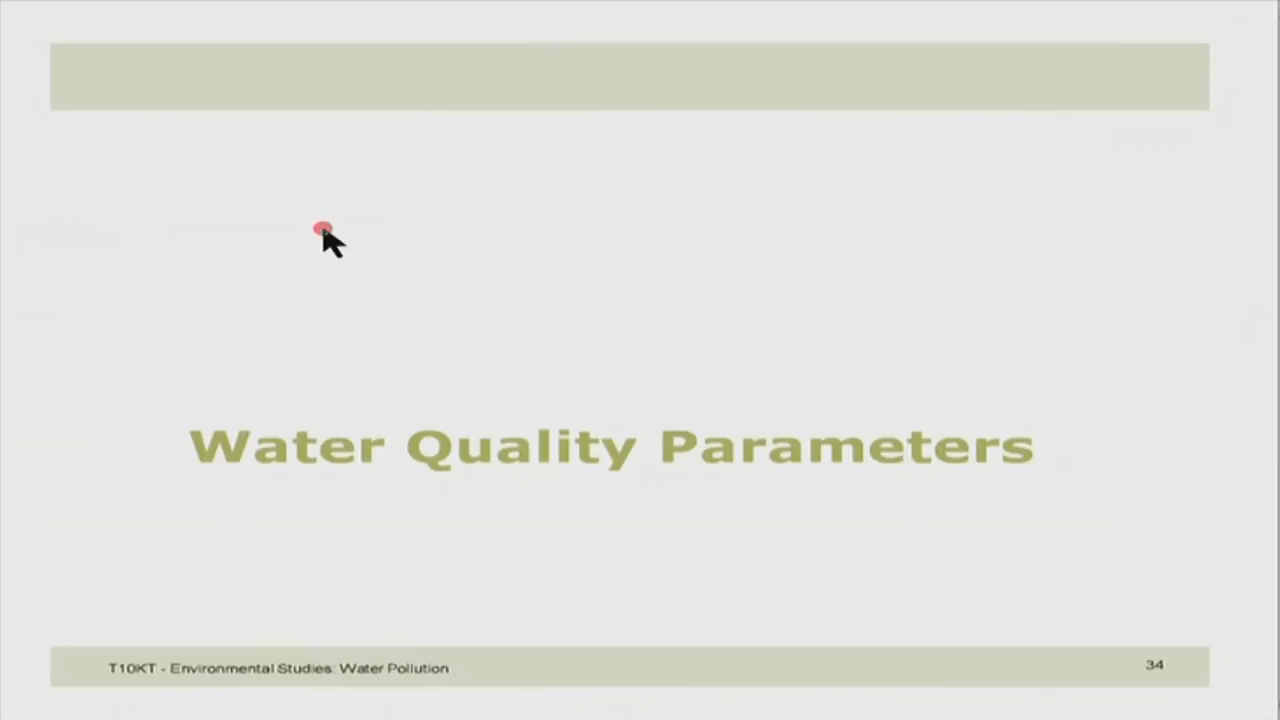 Water Quality Parameters
T10KT - Environmental Studies: Water Pollution
34